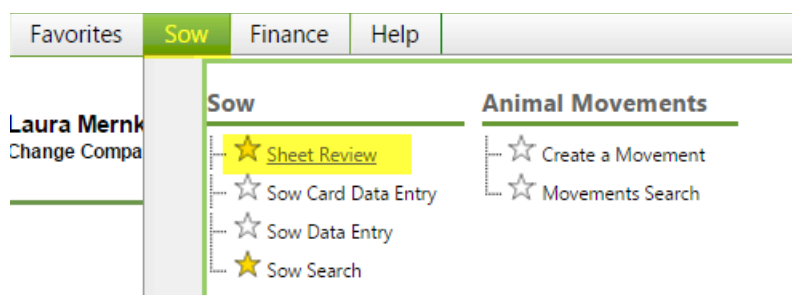 Favorites Sow Finance Help
Laura Mernk
Change Compa
Sow
Sheet Review
Sow Card Data Entry
Sow Data Entry
Sow Search
Animal Movements
Create a Movement
Movements Search